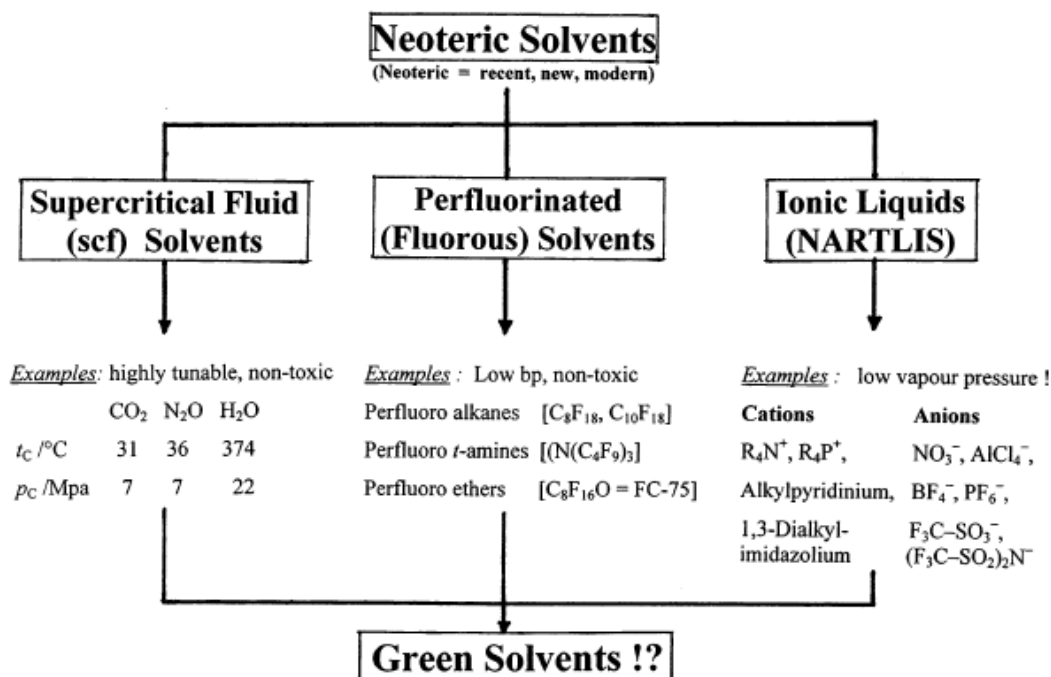 Neoteric Solvents
(Neoteric = recent, new, modern)
Supercritical Fluid
(scf) Solvents
Examples: highly tunable, non-toxic
CO₂ N₂O H₂O
t_C /°C 31 36 374
p_C /Mpa 7 7 22
Perfluorinated
(Fluorous) Solvents
Examples : Low bp, non-toxic
Perfluoro alkanes [C₈F₁₈, C₁₀F₁₈]
Perfluoro t-amines [(N(C₄F₉)₃]
Perfluoro ethers [C₈F₁₆O = FC-75]
Ionic Liquids
(NARTLIS)
Examples : low vapour pressure !
Cations Anions
R₄N⁺, R₄P⁺, NO₃⁻, AlCl₄⁻,
Alkylpyridinium, BF₄⁻, PF₆⁻,
1,3-Dialkyl- F₃C–SO₃⁻,
imidazolium (F₃C–SO₂)₂N⁻
Green Solvents !?